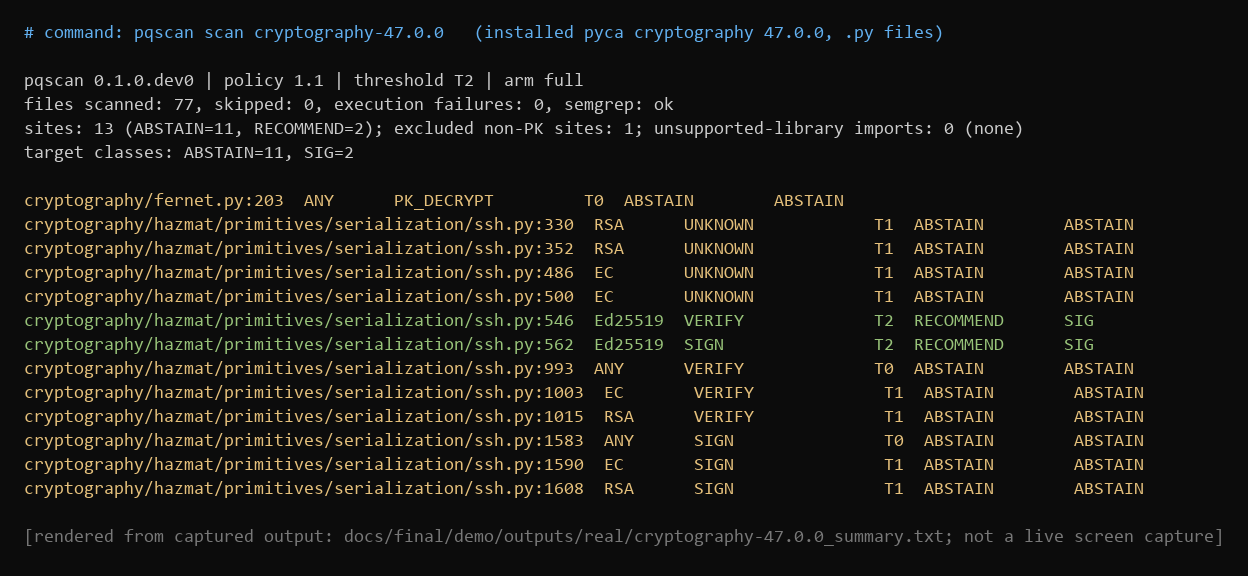 # command: pqscan scan cryptography-47.0.0   (installed pyca cryptography 47.0.0, .py files)
pqscan 0.1.0.dev0 | policy 1.1 | threshold T2 | arm full
files scanned: 77, skipped: 0, execution failures: 0, semgrep: ok
sites: 13 (ABSTAIN=11, RECOMMEND=2); excluded non-PK sites: 1; unsupported-library imports: 0 (none)
target classes: ABSTAIN=11, SIG=2
cryptography/fernet.py:203  ANY      PK_DECRYPT         T0  ABSTAIN        ABSTAIN
cryptography/hazmat/primitives/serialization/ssh.py:330  RSA      UNKNOWN            T1  ABSTAIN        ABSTAIN
cryptography/hazmat/primitives/serialization/ssh.py:352  RSA      UNKNOWN            T1  ABSTAIN        ABSTAIN
cryptography/hazmat/primitives/serialization/ssh.py:486  EC       UNKNOWN            T1  ABSTAIN        ABSTAIN
cryptography/hazmat/primitives/serialization/ssh.py:500  EC       UNKNOWN            T1  ABSTAIN        ABSTAIN
cryptography/hazmat/primitives/serialization/ssh.py:546  Ed25519  VERIFY             T2  RECOMMEND      SIG
cryptography/hazmat/primitives/serialization/ssh.py:562  Ed25519  SIGN               T2  RECOMMEND      SIG
cryptography/hazmat/primitives/serialization/ssh.py:993  ANY      VERIFY             T0  ABSTAIN        ABSTAIN
cryptography/hazmat/primitives/serialization/ssh.py:1003  EC       VERIFY             T1  ABSTAIN        ABSTAIN
cryptography/hazmat/primitives/serialization/ssh.py:1015  RSA      VERIFY             T1  ABSTAIN        ABSTAIN
cryptography/hazmat/primitives/serialization/ssh.py:1583  ANY      SIGN               T0  ABSTAIN        ABSTAIN
cryptography/hazmat/primitives/serialization/ssh.py:1590  EC       SIGN               T1  ABSTAIN        ABSTAIN
cryptography/hazmat/primitives/serialization/ssh.py:1608  RSA      SIGN               T1  ABSTAIN        ABSTAIN
[rendered from captured output: docs/final/demo/outputs/real/cryptography-47.0.0_summary.txt; not a live screen capture]